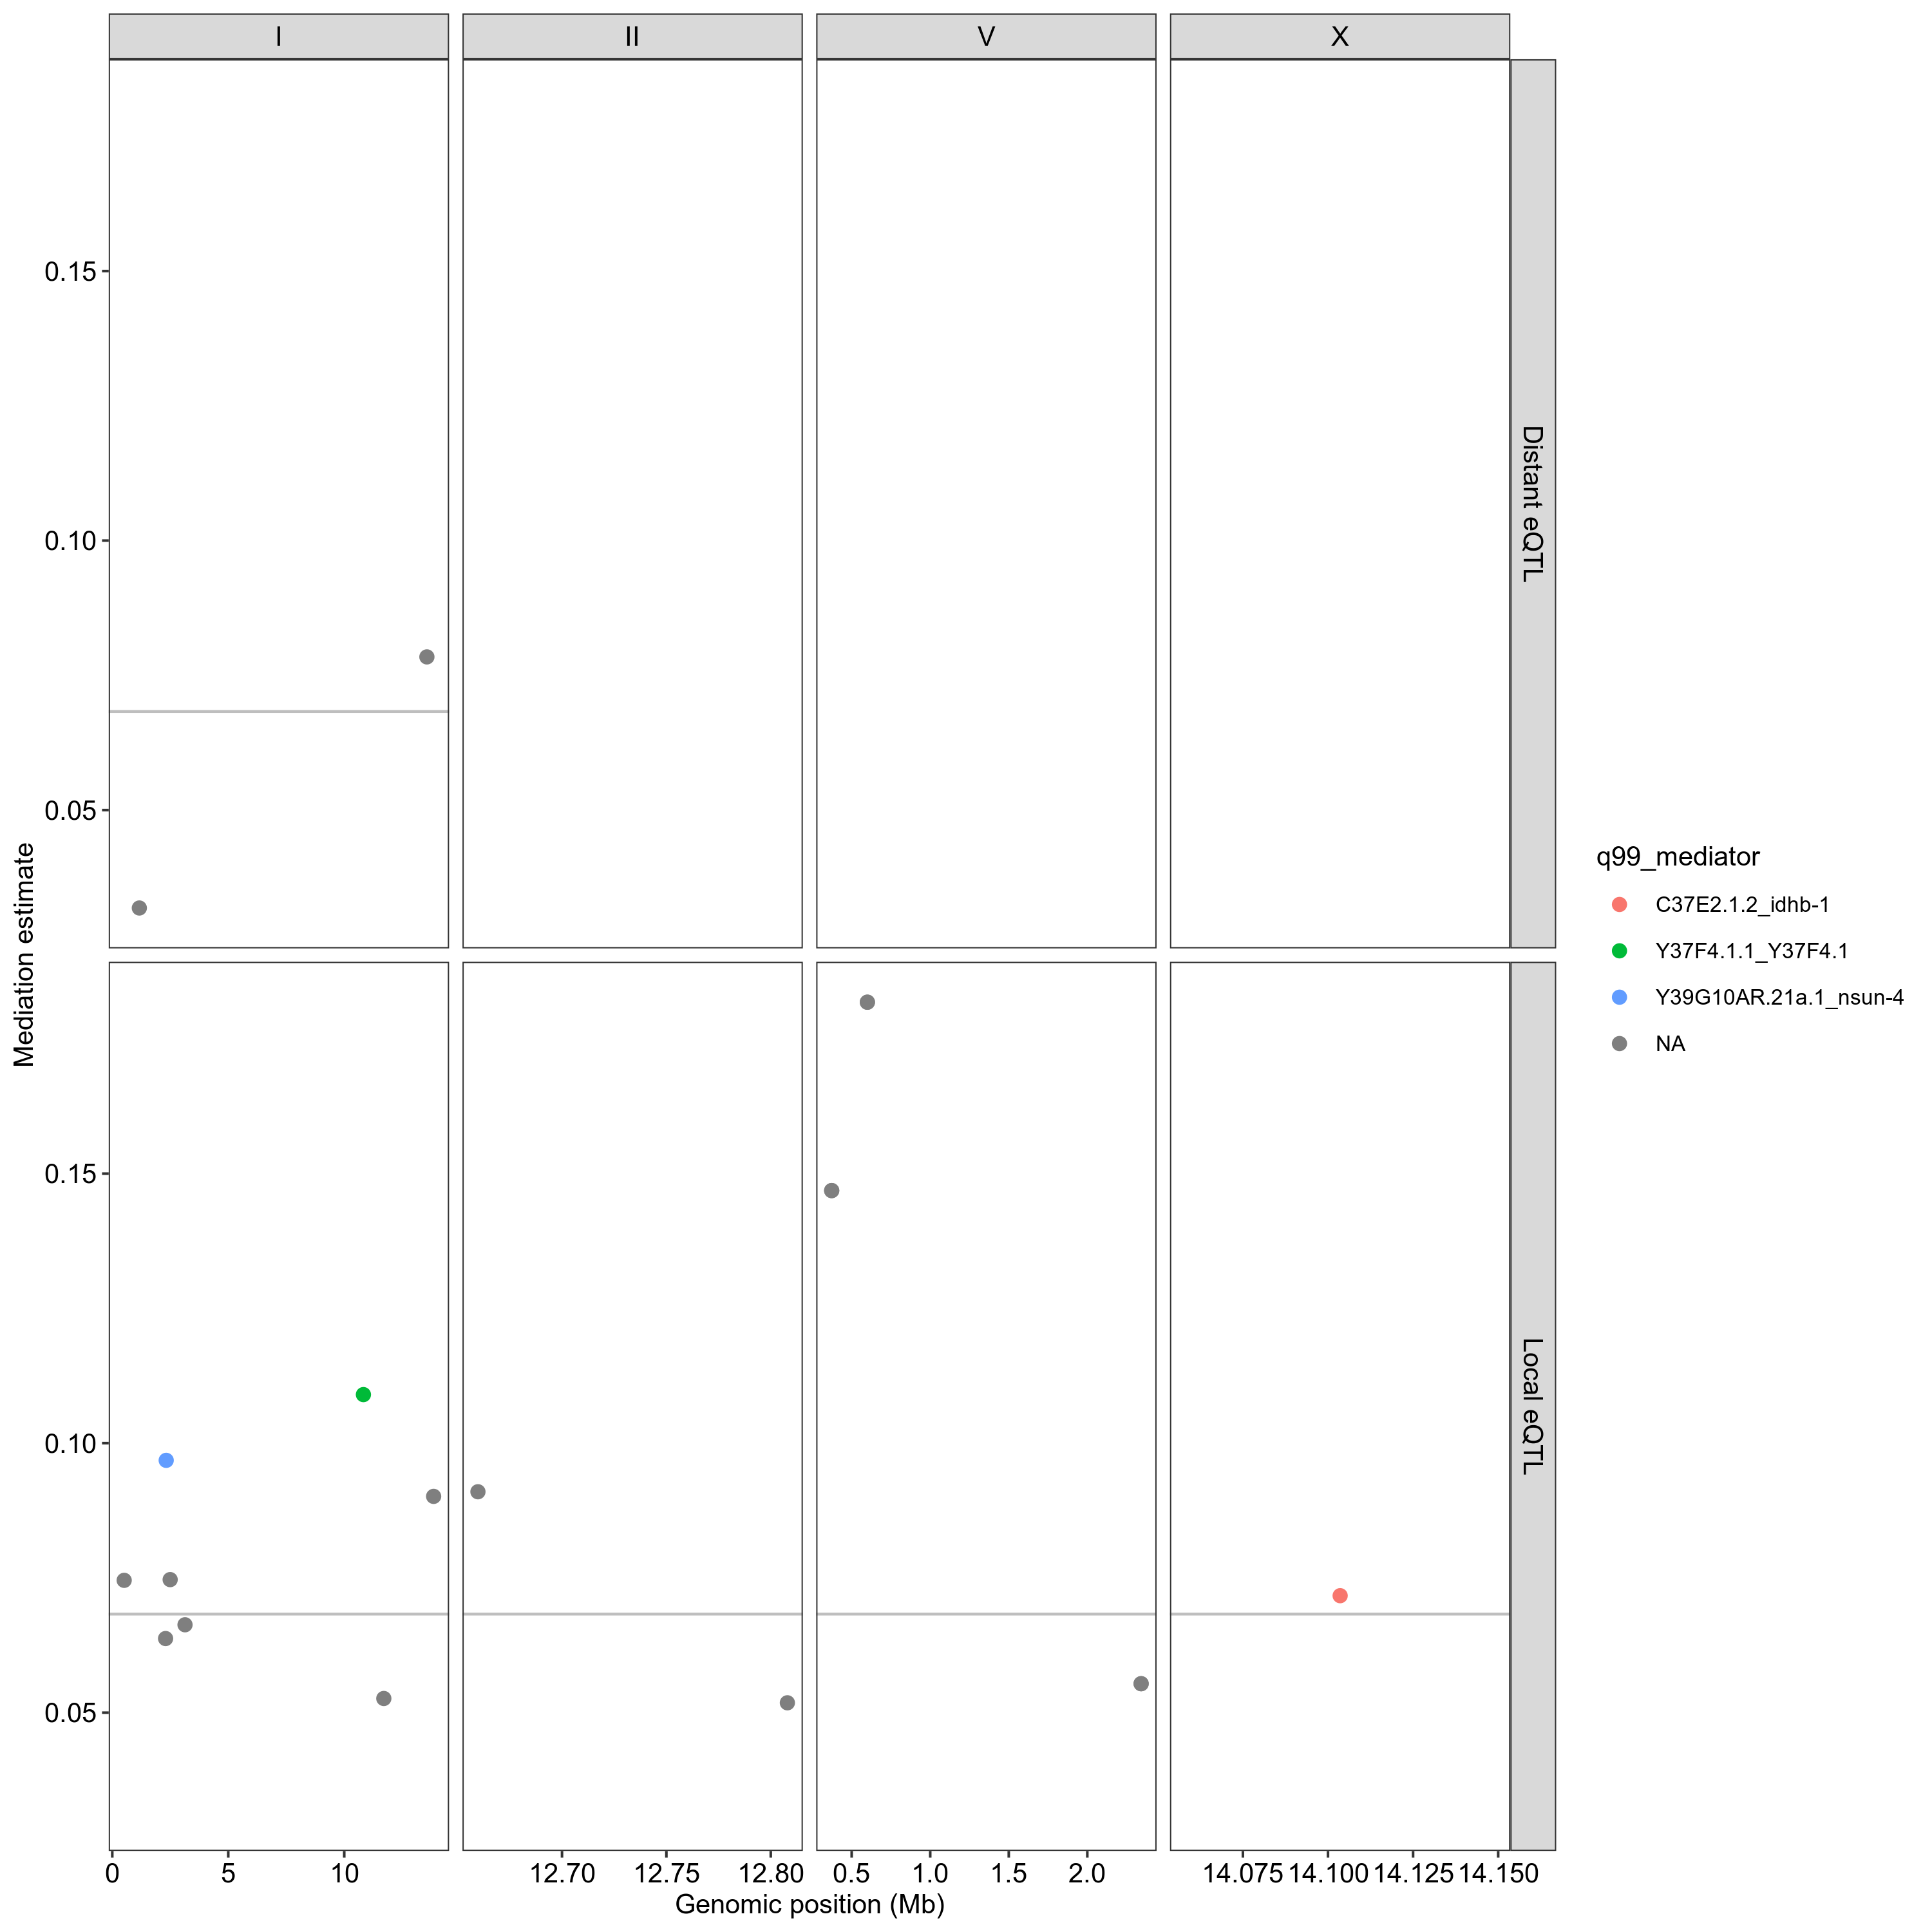 I II V X
0.15
0.10
0.05
Distant eQTL
Mediation estimate
0.15
0.10
0.05
Local eQTL
0 5 10 12.70 12.75 12.80 0.5 1.0 1.5 2.0 14.075 14.100 14.125 14.150
Genomic position (Mb)
q99_mediator
C37E2.1.2_idhb-1
Y37F4.1.1_Y37F4.1
Y39G10AR.21a.1_nsun-4
NA